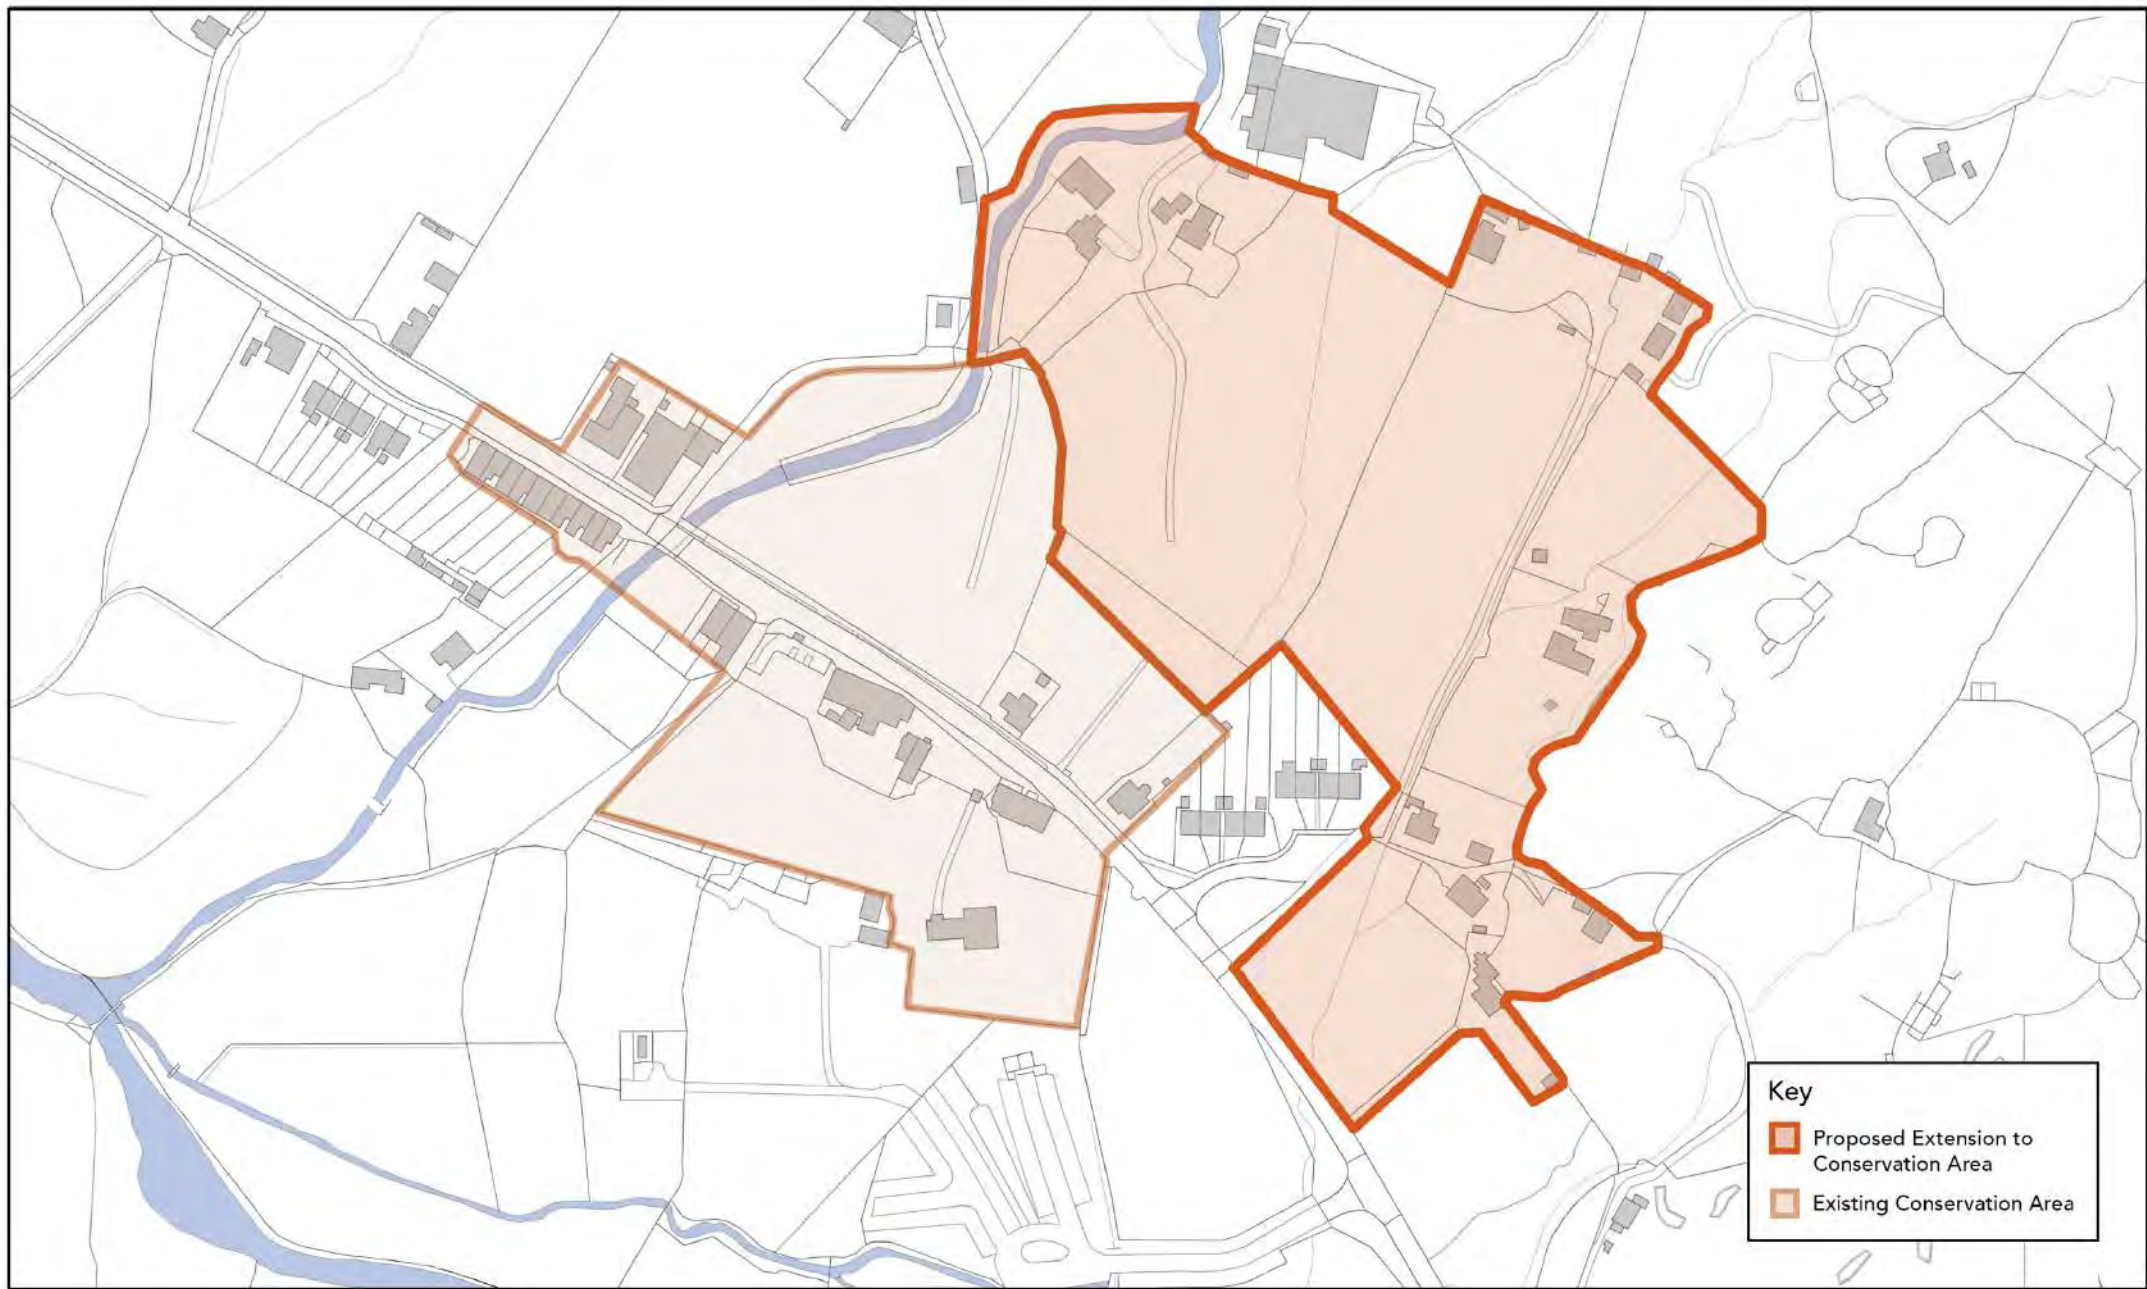 Key
Proposed Extension to
Conservation Area
Existing Conservation Area